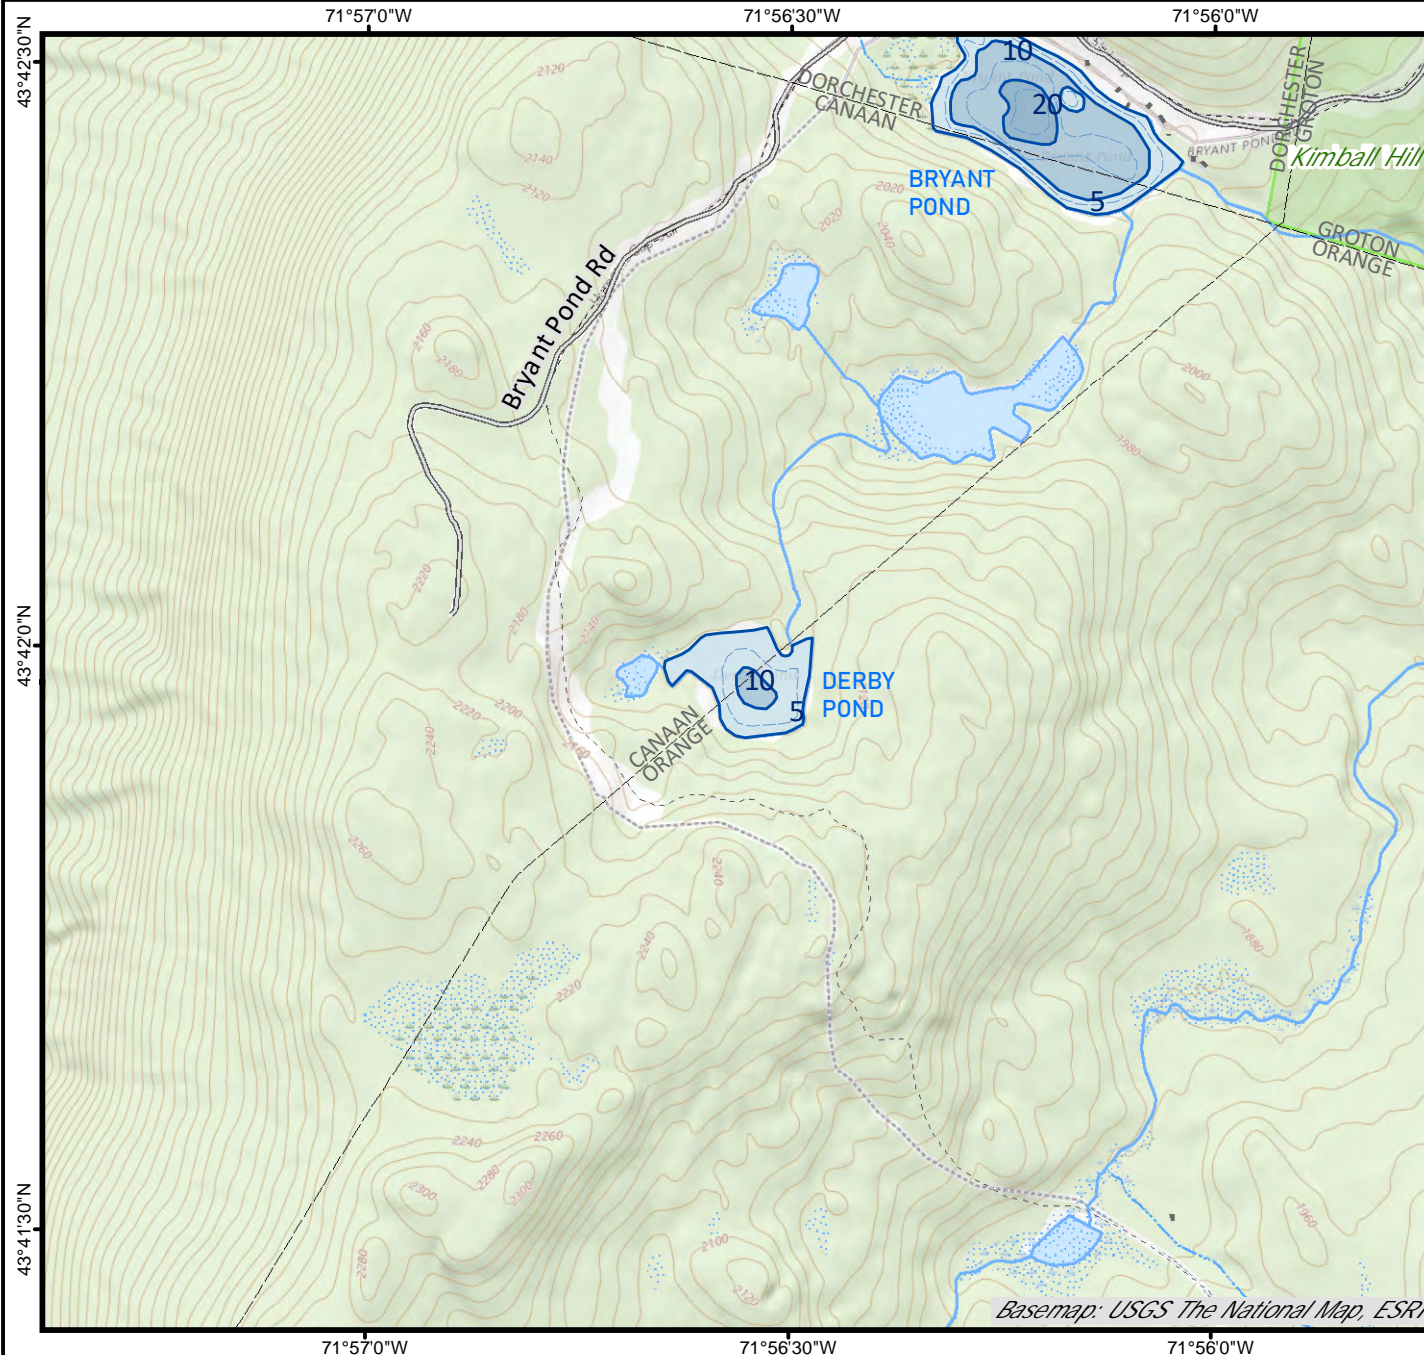 71°57'0"W
71°56'30"W
71°56'0"W
43°42'30"N
2120
10
20
DORCHESTER
CANAAN
DORCHESTER
GROTON
BRYANT POND
Kimball Hill
2140
2120
BRYANT
POND
2020
2020
2040
5
GROTON
ORANGE
Bryant Pond Rd
2160
2180
2000
1980
2220
2180
2140
43°42'0"N
10
5
DERBY
POND
2220
2200
2240
2160
CANAAN
ORANGE
2260
2240
2240
2220
1880
2240
2260
2280
2300
2300
2280
2100
2120
1960
43°41'30"N
Basemap: USGS The National Map, ESRI
71°57'0"W
71°56'30"W
71°56'0"W